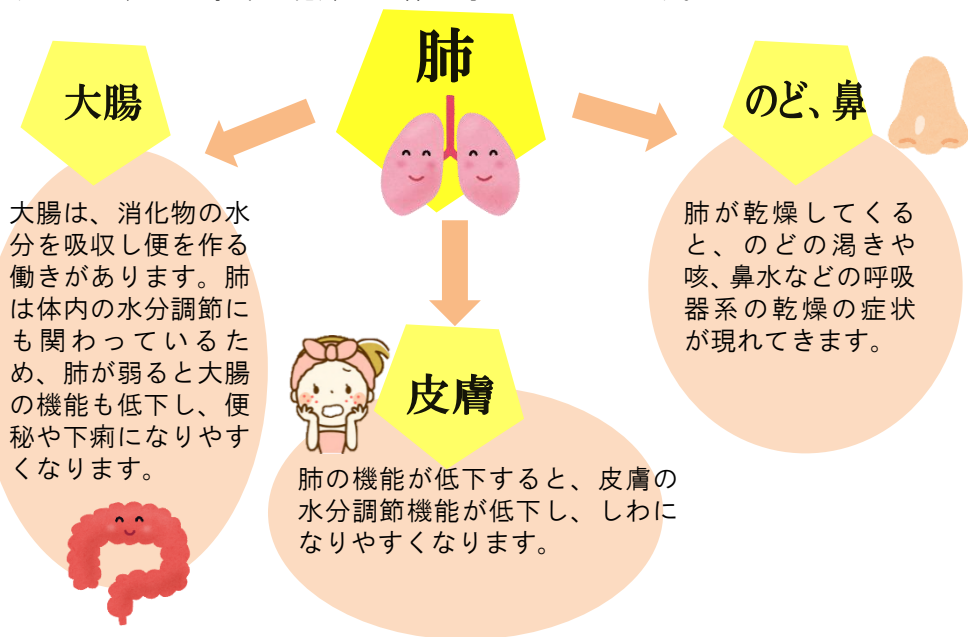 肺
大腸
大腸は、消化物の水
分を吸収し便を作る
働きがあります。肺
は体内の水分調節に
も関わっているた
め、肺が弱ると大腸
の機能も低下し、便
秘や下痢になりやす
くなります。
皮膚
肺の機能が低下すると、皮膚の
水分調節機能が低下し、しわに
なりやすくなります。
のど、鼻
肺が乾燥してくる
と、のどの渇きや
咳、鼻水などの呼吸
器系の乾燥の症状
が現れてきます。